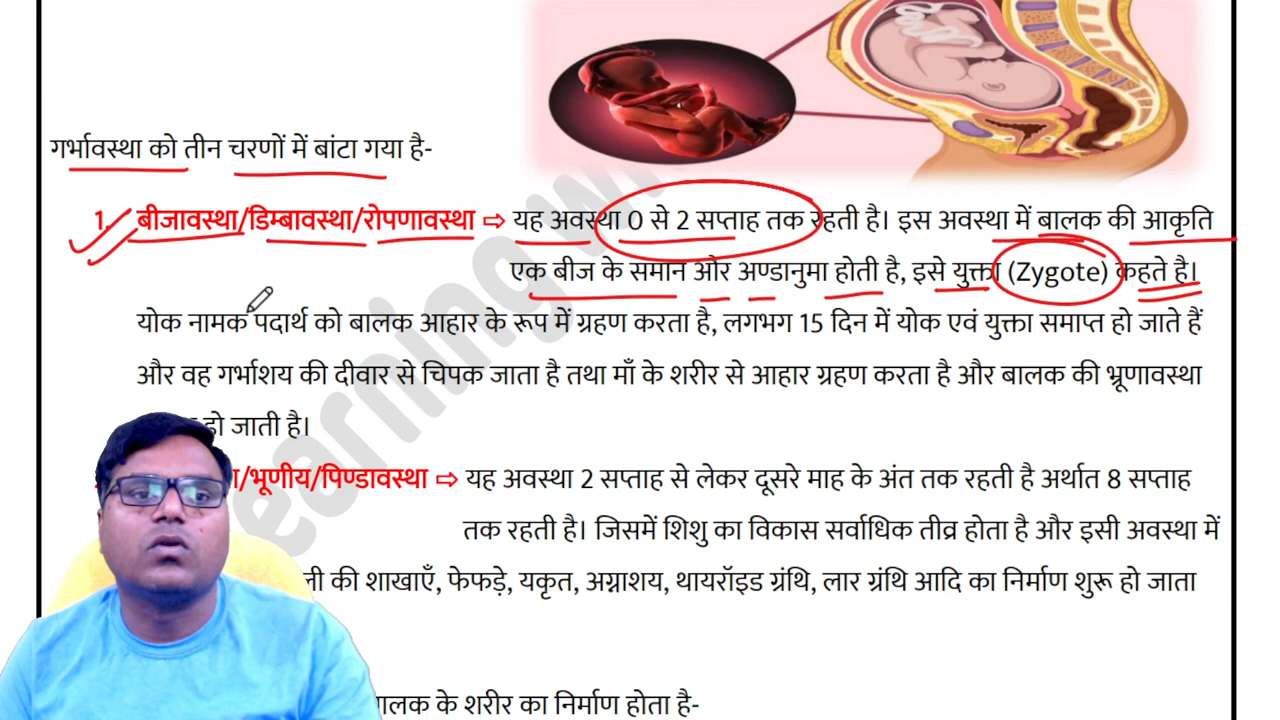 गर्भावस्था को तीन चरणों में बांटा गया है-
1. बीजावस्था/डिम्बावस्था/रोपणावस्था ⇨ यह अवस्था 0 से 2 सप्ताह तक रहती है। इस अवस्था में बालक की आकृति
एक बीज के समान और अण्डानुमा होती है, इसे युक्ता (Zygote) कहते है।
योक नामक पदार्थ को बालक आहार के रूप में ग्रहण करता है, लगभग 15 दिन में योक एवं युक्ता समाप्त हो जाते हैं
और वह गर्भाशय की दीवार से चिपक जाता है तथा माँ के शरीर से आहार ग्रहण करता है और बालक की भ्रूणावस्था
हो जाती है।
/भूणीय/पिण्डावस्था ⇨ यह अवस्था 2 सप्ताह से लेकर दूसरे माह के अंत तक रहती है अर्थात 8 सप्ताह
तक रहती है। जिसमें शिशु का विकास सर्वाधिक तीव्र होता है और इसी अवस्था में
की शाखाएँ, फेफड़े, यकृत, अग्नाशय, थायरॉइड ग्रंथि, लार ग्रंथि आदि का निर्माण शुरू हो जाता
के शरीर का निर्माण होता है-